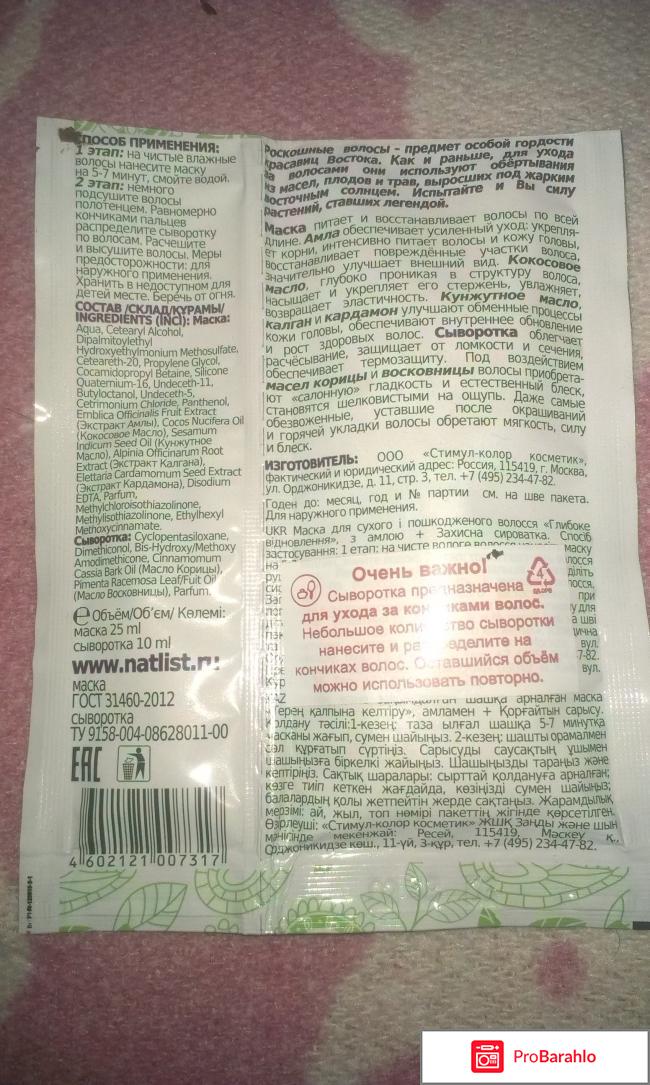 СПОСОБ ПРИМЕНЕНИЯ:
1 этап: на чистые влажные
волосы нанесите маску
на 5-7 минут, смойте водой.
2 этап: немного
подсушите волосы
полотенцем. Равномерно
кончиками пальцев
распределите сыворотку
по волосам. Расчешите
и высушите волосы. Меры
предосторожности: для
наружного применения.
Хранить в недоступном для
детей месте. Беречь от огня.
СОСТАВ /СКЛАД/ҚҰРАМЫ/
INGREDIENTS (INCI): Маска:
Aqua, Cetearyl Alcohol,
Dipalmitoylethyl
Hydroxyethylmonium Methosulfate,
Ceteareth-20, Propylene Glycol,
Cocamidopropyl Betaine, Silicone
Quaternium-16, Undeceth-11,
Butyloctanol, Undeceth-5,
Cetrimonium Chloride, Panthenol,
Emblica Officinalis Fruit Extract
(Экстракт Амлы), Cocos Nucifera Oil
(Кокосовое Масло), Sesamum
Indicum Seed Oil (Кунжутное
Масло), Alpinia Officinarum Root
Extract (Экстракт Калгана),
Elettaria Cardamomum Seed Extract
(Экстракт Кардамона), Disodium
EDTA, Parfum,
Methylchloroisothiazolinone,
Methylisothiazolinone, Ethylhexyl
Methoxycinnamate.
Сыворотка: Cyclopentasiloxane,
Dimethiconol, Bis-Hydroxy/Methoxy
Amodimethicone, Cinnamomum
Cassia Bark Oil (Масло Корицы),
Pimenta Racemosa Leaf/Fuit Oil
(Масло Восковницы), Parfum.
℮ Объём/Об'єм/ Көлемі:
маска 25 ml
сыворотка 10 ml
www.natlist.ru
маска
ГОСТ 31460-2012
сыворотка
ТУ 9158-004-08628011-00
EAC
4 602121 007317
Роскошные волосы – предмет особой гордости
красавиц Востока. Как и раньше, для ухода
за волосами они используют обёртывания
из масел, плодов и трав, выросших под жарким
восточным солнцем. Испытайте и Вы силу
растений, ставших легендой.
Маска питает и восстанавливает волосы по всей
длине. Амла обеспечивает усиленный уход: укрепля-
ет корни, интенсивно питает волосы и кожу головы,
восстанавливает повреждённые участки волоса,
значительно улучшает внешний вид. Кокосовое
масло, глубоко проникая в структуру волоса,
насыщает и укрепляет его стержень, увлажняет,
возвращает эластичность. Кунжутное масло,
калган и кардамон улучшают обменные процессы
кожи головы, обеспечивают внутреннее обновление
и рост здоровых волос. Сыворотка облегчает
расчёсывание, защищает от ломкости и сечения,
обеспечивает термозащиту. Под воздействием
масел корицы и восковницы волосы приобрета-
ют «салонную» гладкость и естественный блеск,
становятся шелковистыми на ощупь. Даже самые
обезвоженные, уставшие после окрашиваний
и горячей укладки волосы обретают мягкость, силу
и блеск.
ИЗГОТОВИТЕЛЬ: ООО «Стимул-колор косметик»,
фактический и юридический адрес: Россия, 115419, г. Москва,
ул. Орджоникидзе, д. 11, стр. 3, тел. +7 (495) 234-47-82.
Годен до: месяц, год и № партии см. на шве пакета.
Для наружного применения.
UKR Маска для сухого і пошкодженого волосся «Глибоке
відновлення», з амлою + Захисна сироватка. Спосіб
застосування: 1 етап: на чисте вологе волосся маску
Очень важно!
Сыворотка предназначена
для ухода за кончиками волос.
Небольшое количество сыворотки
нанесите и распределите на
кончиках волос. Оставшийся объём
можно использовать повторно.
4
KAZ шашқа арналған маска
«Терең қалпына келтіру», амламен + Қорғайтын сарысу.
Қолдану тәсілі:1-кезең: таза ылғал шашқа 5-7 минутқа
масканы жағып, сумен шайыңыз. 2-кезең: шашты орамалмен
сәл құрғатып сүртіңіз. Сарысуды саусақтың ұшымен
шашыңызға біркелкі жайыңыз. Шашыңызды тараңыз және
кептіріңіз. Сақтық шаралары: сырттай қолдануға арналған;
көзге тиіп кеткен жағдайда, көзіңізді сумен шайыңыз;
балалардың қолы жетпейтін жерде сақтаңыз. Жарамдылық
мерзімі: ай, жыл, топ нөмірі пакеттің жігінде көрсетілген.
Өндірлеуші: «Стимул-колор косметик» ЖШҚ Заңды және шын
мәнісінде мекенжай: Ресей, 115419, Мәскеу қ.,
Орджоникидзе көш., 11-үй, 3-құр, тел. +7 (495) 234-47-82.
ProBarahlo